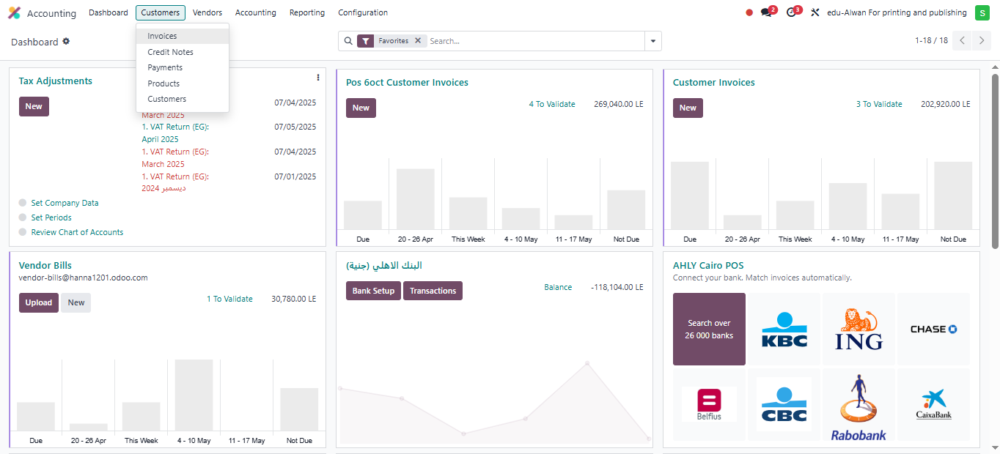 Accounting
Dashboard
Customers
Vendors
Accounting
Reporting
Configuration
2
3
edu-Alwan For printing and publishing
S
Dashboard
Favorites
Search...
1-18 / 18
Invoices
Credit Notes
Payments
Products
Customers
Tax Adjustments
New
07/04/2025
March 2025
1. VAT Return (EG): 07/05/2025
April 2025
1. VAT Return (EG): 07/04/2025
March 2025
1. VAT Return (EG): 07/01/2025
ديسمبر 2024
Set Company Data
Set Periods
Review Chart of Accounts
Pos 6oct Customer Invoices
New
4 To Validate 269,040.00 LE
Due 20 - 26 Apr This Week 4 - 10 May 11 - 17 May Not Due
Customer Invoices
New
3 To Validate 202,920.00 LE
Due 20 - 26 Apr This Week 4 - 10 May 11 - 17 May Not Due
Vendor Bills
vendor-bills@hanna1201.odoo.com
Upload New
1 To Validate 30,780.00 LE
Due 20 - 26 Apr This Week 4 - 10 May 11 - 17 May Not Due
البنك الاهلي (جنية)
Bank Setup Transactions
Balance -118,104.00 LE
AHLY Cairo POS
Connect your bank. Match invoices automatically.
Search over
26 000 banks
KBC
ING
CHASE
Belfius
CBC
Rabobank
CaixaBank